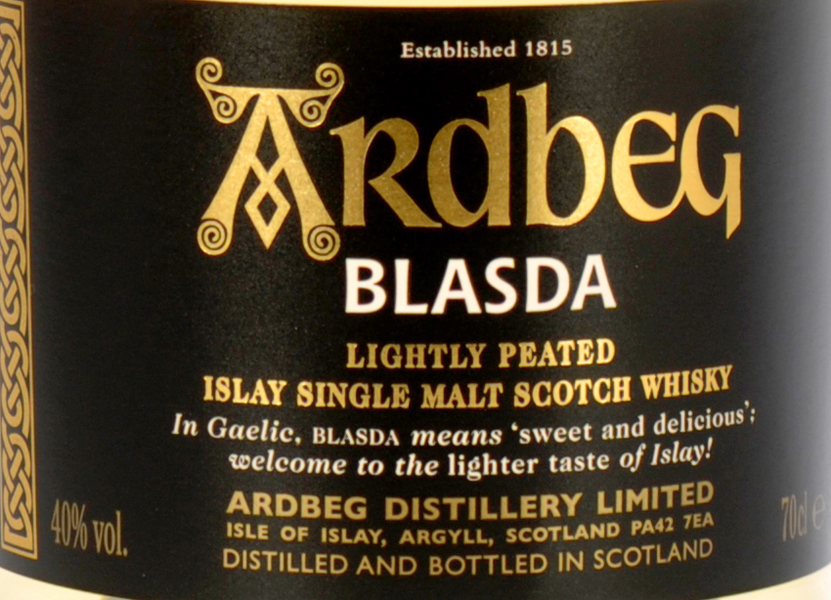 Established 1815
ArdbEG
BLASDA
LIGHTLY PEATED
ISLAY SINGLE MALT SCOTCH WHISKY
In Gaelic, BLASDA means 'sweet and delicious';
welcome to the lighter taste of Islay!
ARDBEG DISTILLERY LIMITED
ISLE OF ISLAY, ARGYLL, SCOTLAND PA42 7EA
DISTILLED AND BOTTLED IN SCOTLAND
40% vol.
70cl e